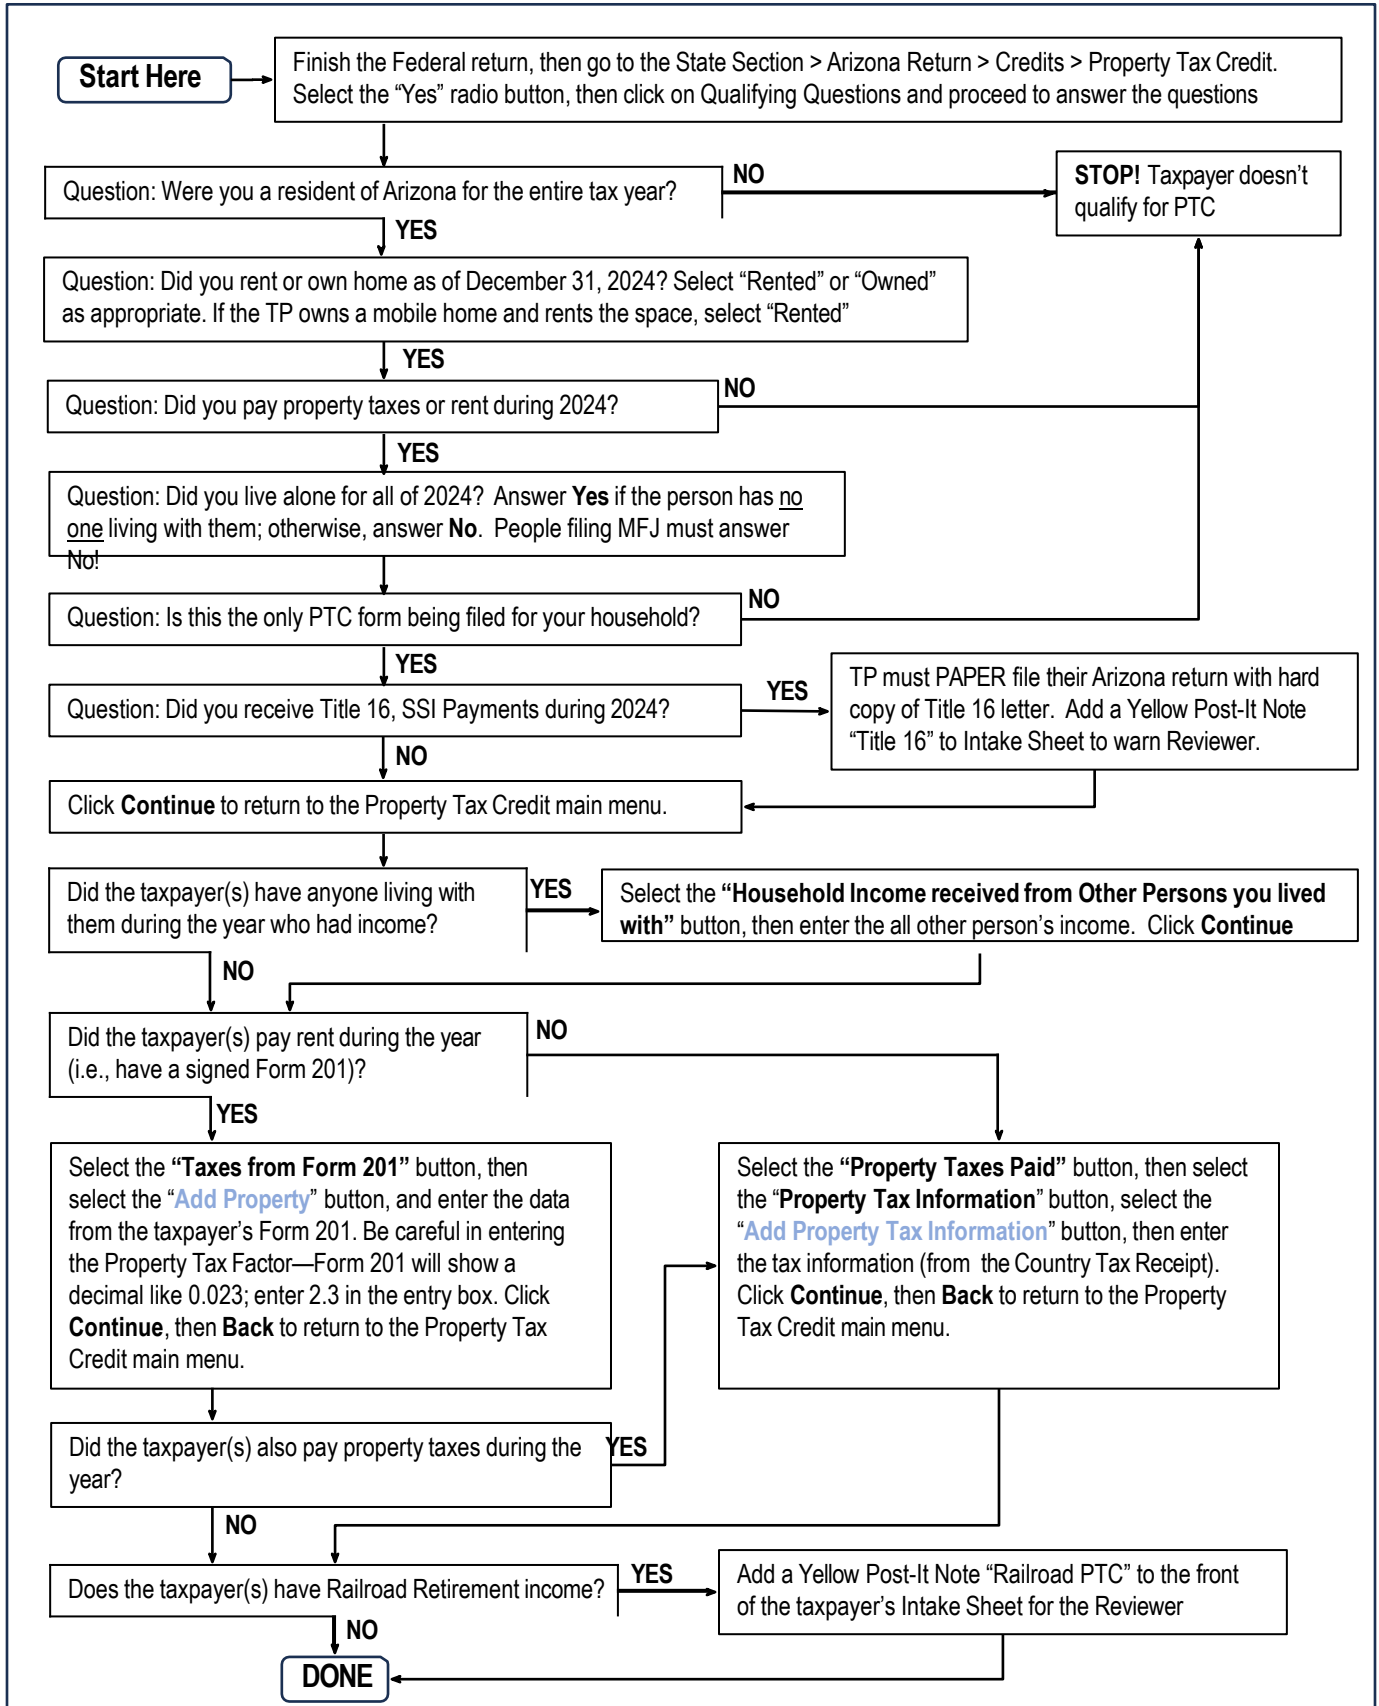 Start Here
Finish the Federal return, then go to the State Section > Arizona Return > Credits > Property Tax Credit.
Select the “Yes” radio button, then click on Qualifying Questions and proceed to answer the questions
Question: Were you a resident of Arizona for the entire tax year?
NO
STOP! Taxpayer doesn’t
qualify for PTC
YES
Question: Did you rent or own home as of December 31, 2024? Select “Rented” or “Owned”
as appropriate. If the TP owns a mobile home and rents the space, select “Rented”
YES
Question: Did you pay property taxes or rent during 2024?
NO
YES
Question: Did you live alone for all of 2024? Answer Yes if the person has no
one living with them; otherwise, answer No. People filing MFJ must answer
No!
Question: Is this the only PTC form being filed for your household?
NO
YES
Question: Did you receive Title 16, SSI Payments during 2024?
YES
TP must PAPER file their Arizona return with hard
copy of Title 16 letter. Add a Yellow Post-It Note
“Title 16” to Intake Sheet to warn Reviewer.
NO
Click Continue to return to the Property Tax Credit main menu.
Did the taxpayer(s) have anyone living with
them during the year who had income?
YES
Select the “Household Income received from Other Persons you lived
with” button, then enter the all other person’s income. Click Continue
NO
Did the taxpayer(s) pay rent during the year
(i.e., have a signed Form 201)?
NO
YES
Select the “Taxes from Form 201” button, then
select the “Add Property” button, and enter the data
from the taxpayer’s Form 201. Be careful in entering
the Property Tax Factor—Form 201 will show a
decimal like 0.023; enter 2.3 in the entry box. Click
Continue, then Back to return to the Property Tax
Credit main menu.
Select the “Property Taxes Paid” button, then select
the “Property Tax Information” button, select the
“Add Property Tax Information” button, then enter
the tax information (from the Country Tax Receipt).
Click Continue, then Back to return to the Property
Tax Credit main menu.
Did the taxpayer(s) also pay property taxes during the
year?
YES
NO
Does the taxpayer(s) have Railroad Retirement income?
YES
Add a Yellow Post-It Note “Railroad PTC” to the front
of the taxpayer’s Intake Sheet for the Reviewer
NO
DONE